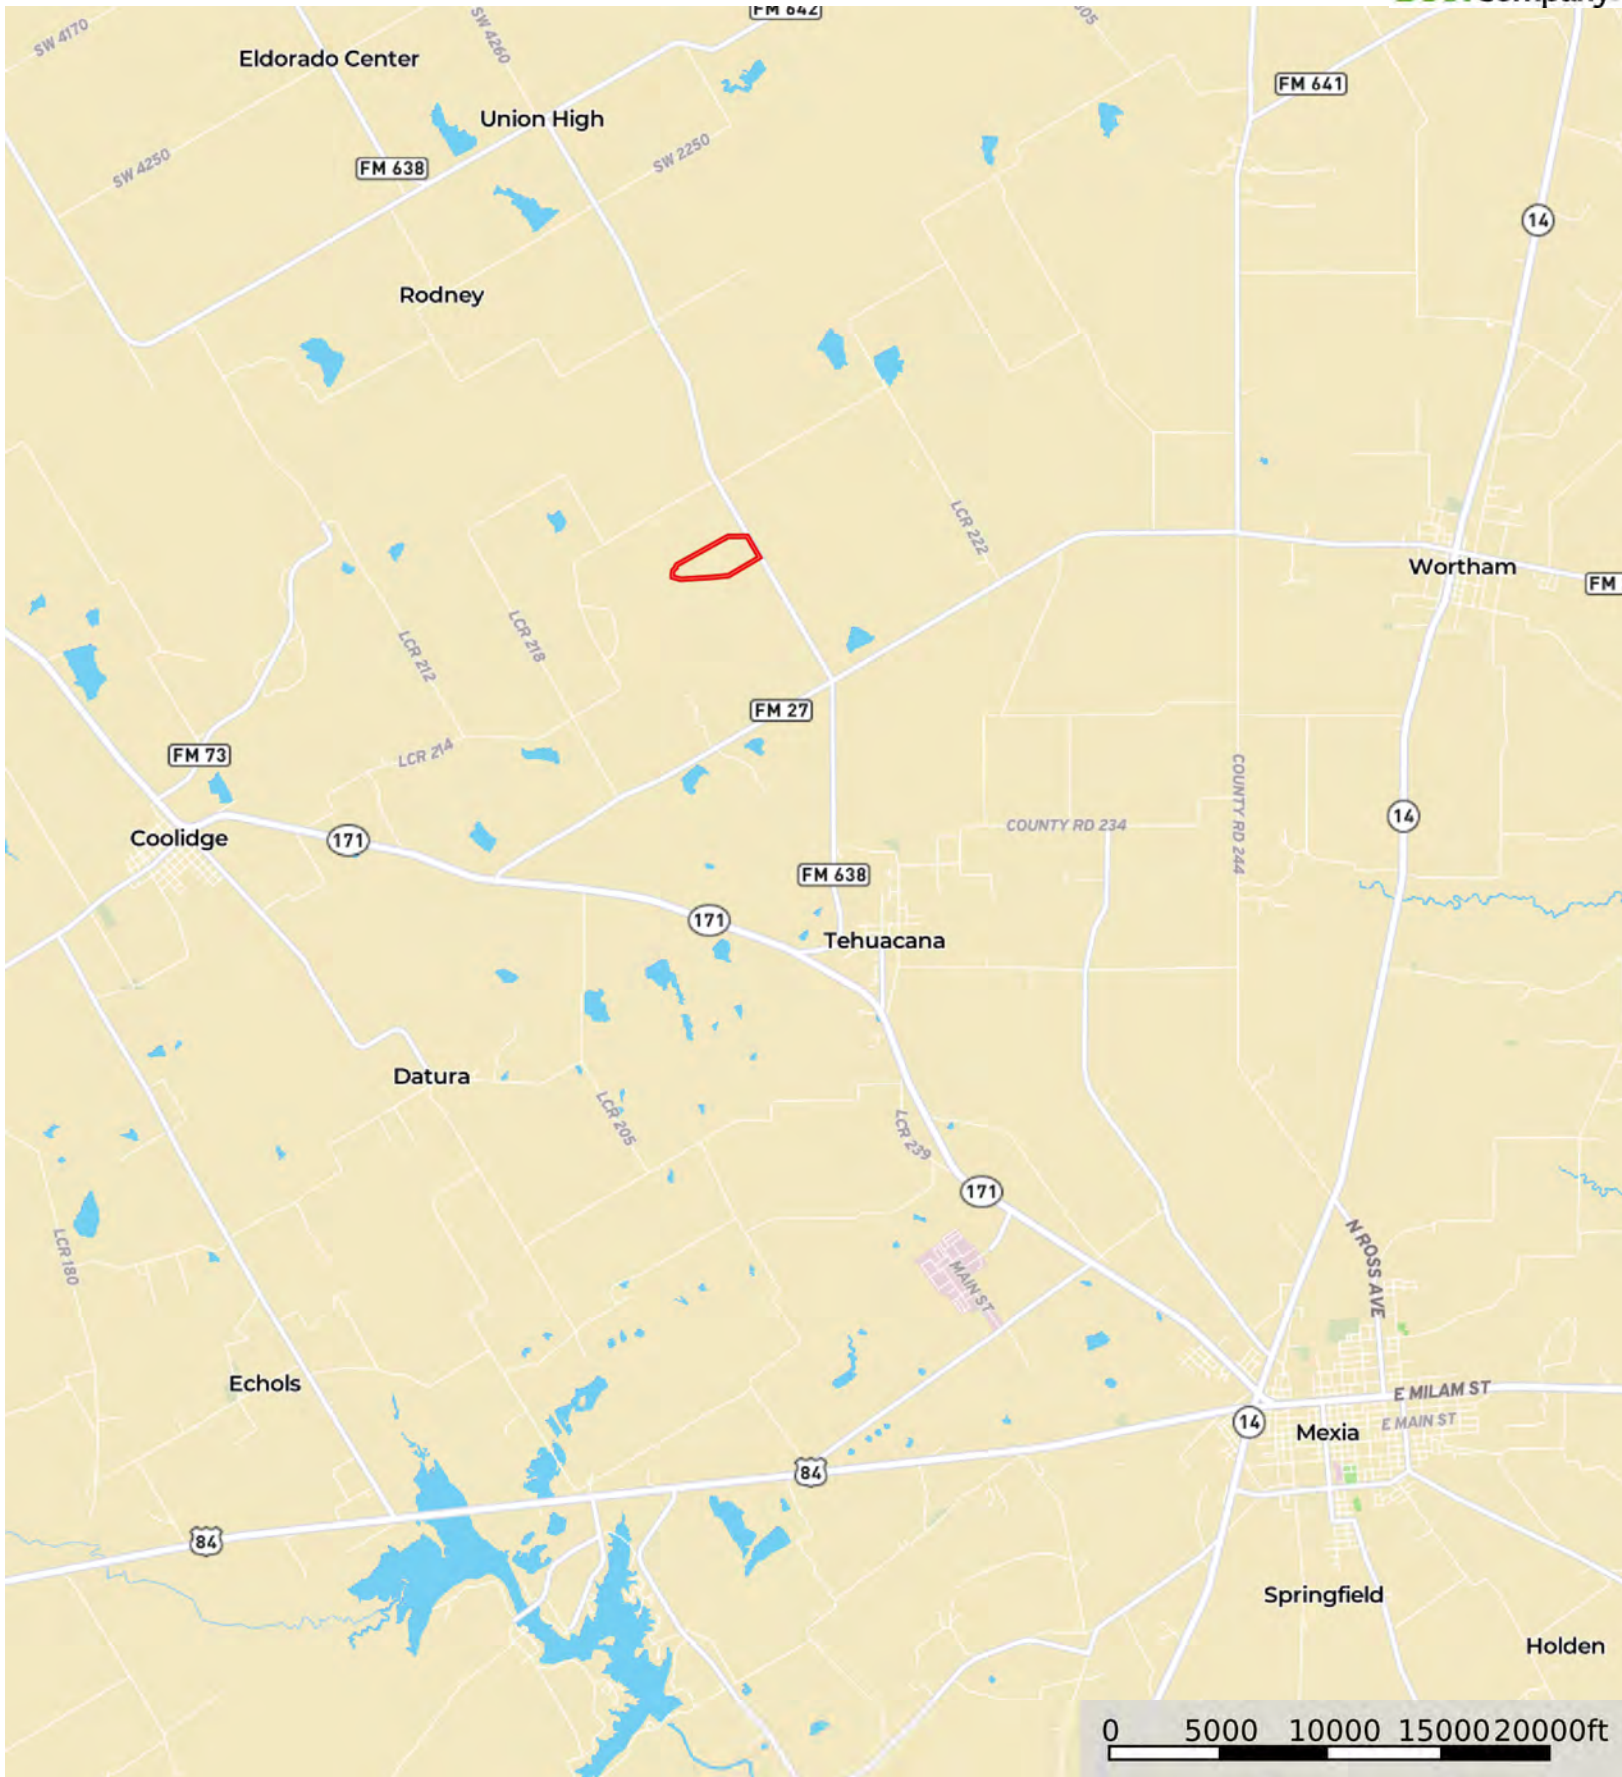 Company
FM 642
SW 4170
SW 4260
Eldorado Center
FM 641
Union High
SW 4250
FM 638
SW 2250
14
Rodney
LCR 222
Wortham
FM
LCR 218
LCR 212
FM 27
FM 73
LCR 214
COUNTY RD 244
14
COUNTY RD 234
Coolidge
171
FM 638
171
Tehuacana
Datura
LCR 205
LCR 239
171
LCR 180
N ROSS AVE
MAIN ST
Echols
E MILAM ST
14
E MAIN ST
Mexia
84
84
Springfield
Holden
0 5000 10000 15000 20000ft